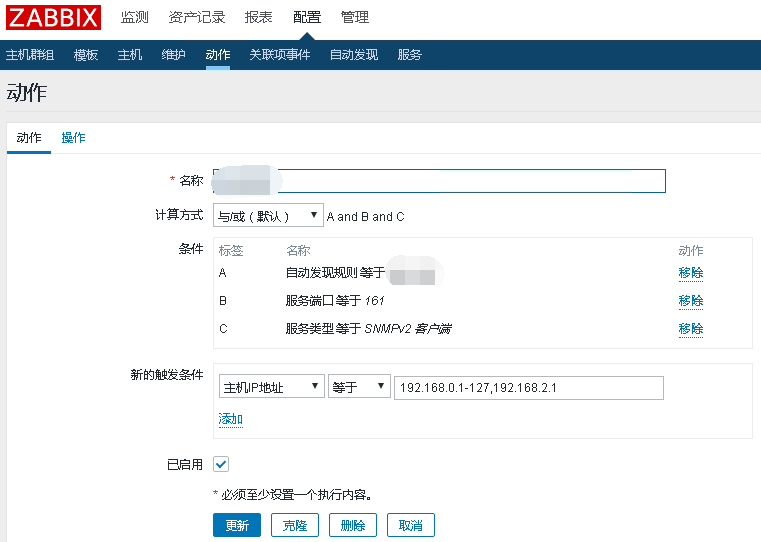 ZABBIX 监测 资产记录 报表 配置 管理
主机群组 模板 主机 维护 动作 关联项事件 自动发现 服务
动作
动作 操作
* 名称
计算方式 与/或（默认） A and B and C
条件 标签 名称 动作
A 自动发现规则 等于 移除
B 服务端口 等于 161 移除
C 服务类型 等于 SNMPv2 客户端 移除
新的触发条件 主机IP地址 等于 192.168.0.1-127,192.168.2.1
添加
已启用
* 必须至少设置一个执行内容。
更新 克隆 删除 取消